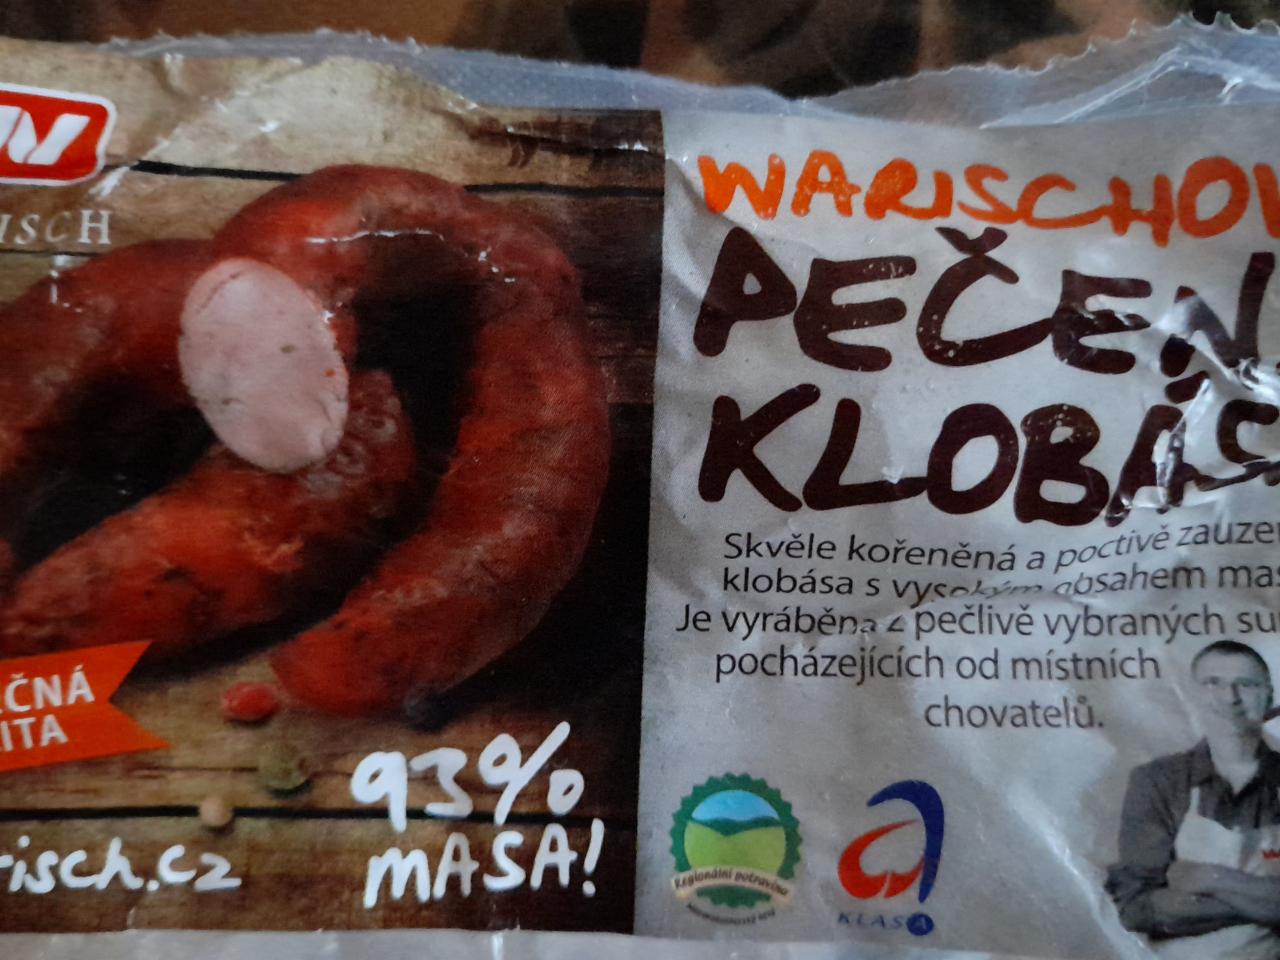 W
ISCH
WARISCHOV
PEČEN
KLOBÁS
Skvěle kořeněná a poctivě zauzen
klobása s vysokým obsahem mas
Je vyráběna z pečlivě vybraných su
pocházejících od místních
chovatelů.
EČNÁ
ITA
93%
MASA!
risch.cz
Regionální potravina
KLASA